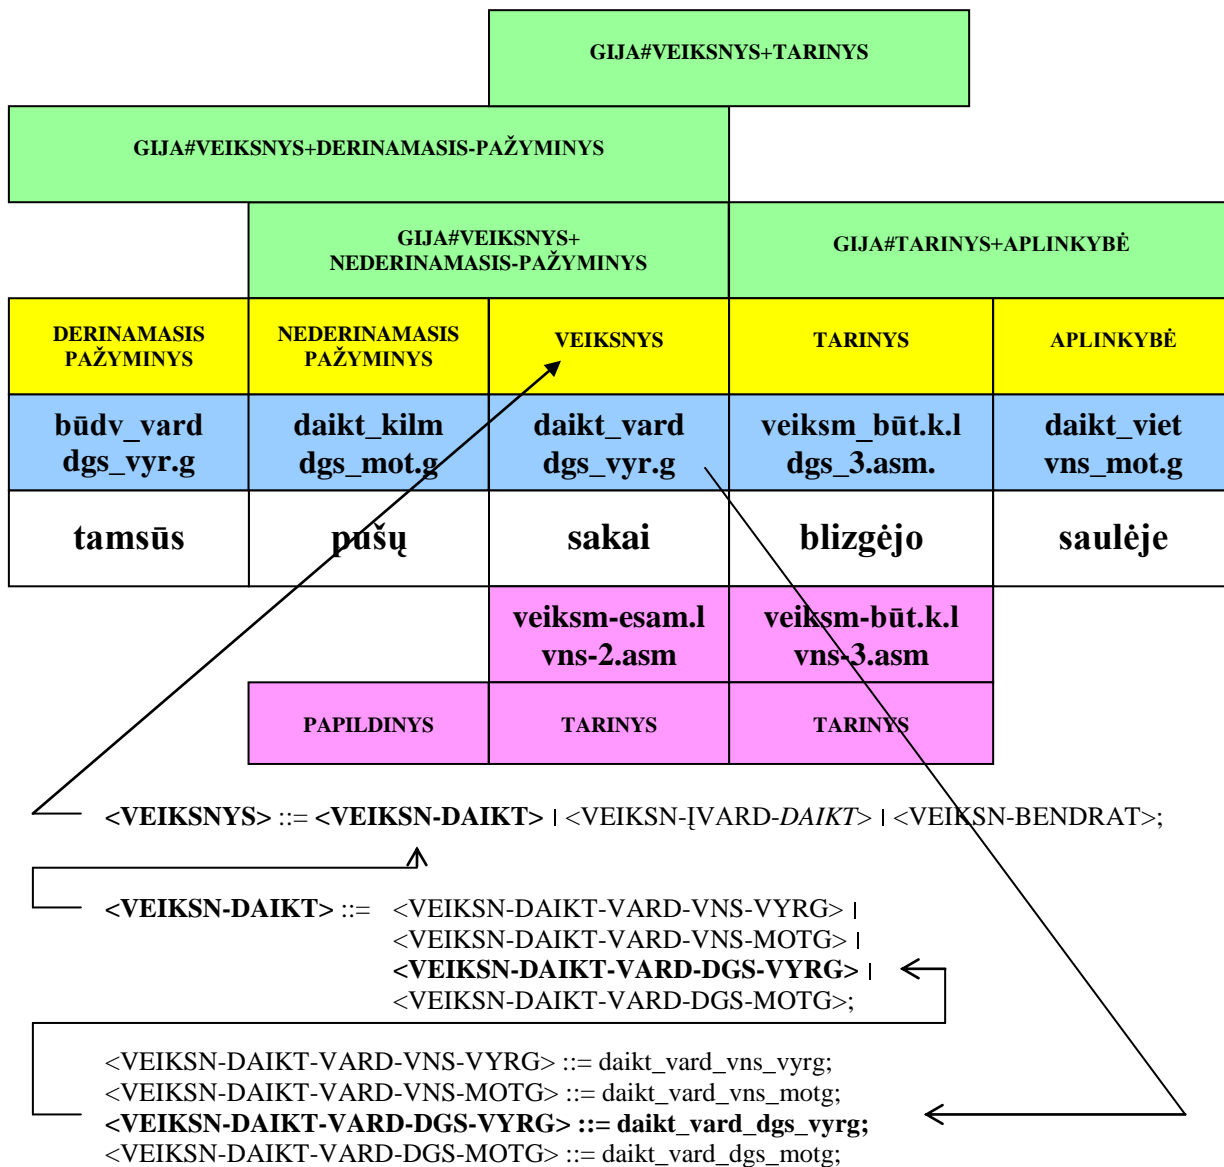 GIJA#VEIKSNYS+TARINYS
GIJA#VEIKSNYS+DERINAMASIS-PAŽYMINYS
GIJA#VEIKSNYS+
NEDERINAMASIS-PAŽYMINYS
GIJA#TARINYS+APLINKYBĖ
DERINAMASIS
PAŽYMINYS
NEDERINAMASIS
PAŽYMINYS
VEIKSNYS
TARINYS
APLINKYBĖ
būdv_vard
dgs_vyr.g
daikt_kilm
dgs_mot.g
daikt_vard
dgs_vyr.g
veiksm_būt.k.l
dgs_3.asm.
daikt_viet
vns_mot.g
tamsūs
pušų
sakai
blizgėjo
saulėje
veiksm-esam.l
vns-2.asm
veiksm-būt.k.l
vns-3.asm
PAPILDINYS
TARINYS
TARINYS
<VEIKSNYS> ::= <VEIKSN-DAIKT> | <VEIKSN-ĮVARD-DAIKT> | <VEIKSN-BENDRAT>;
<VEIKSN-DAIKT> ::= <VEIKSN-DAIKT-VARD-VNS-VYRG> |
<VEIKSN-DAIKT-VARD-VNS-MOTG> |
<VEIKSN-DAIKT-VARD-DGS-VYRG> |
<VEIKSN-DAIKT-VARD-DGS-MOTG>;
<VEIKSN-DAIKT-VARD-VNS-VYRG> ::= daikt_vard_vns_vyrg;
<VEIKSN-DAIKT-VARD-VNS-MOTG> ::= daikt_vard_vns_motg;
<VEIKSN-DAIKT-VARD-DGS-VYRG> ::= daikt_vard_dgs_vyrg;
<VEIKSN-DAIKT-VARD-DGS-MOTG> ::= daikt_vard_dgs_motg;